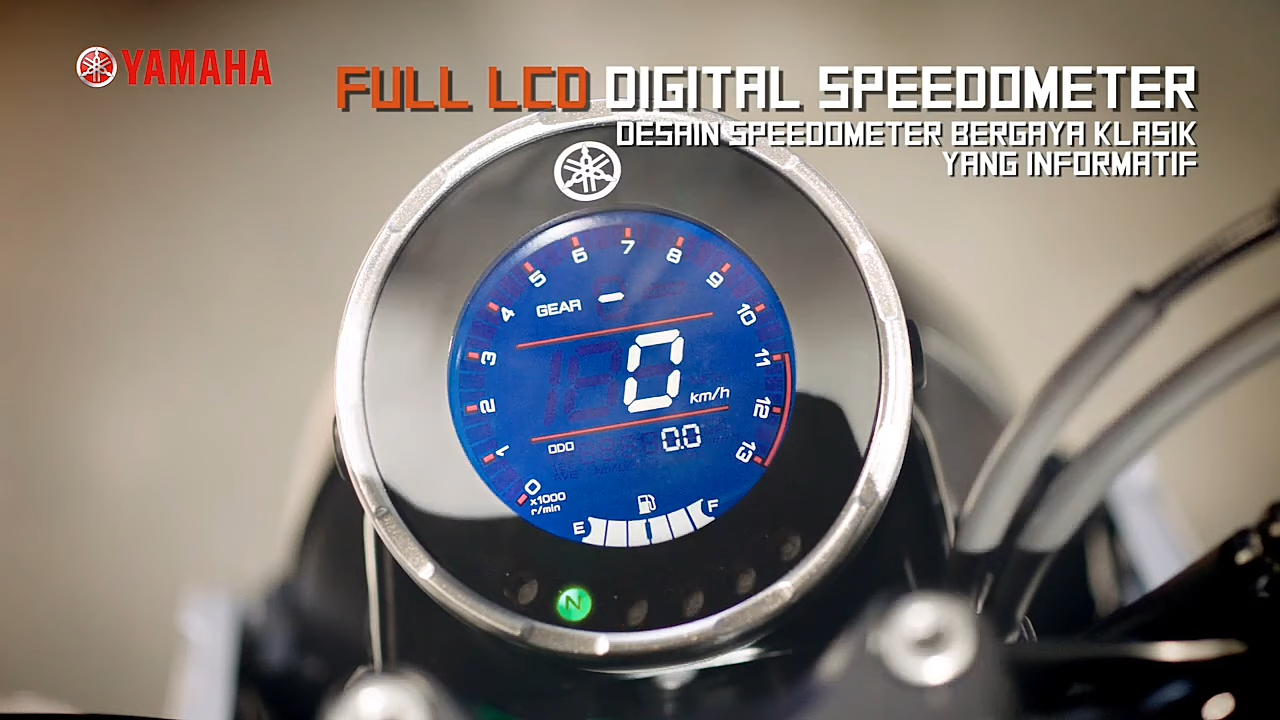 YAMAHA
FULL LCD DIGITAL SPEEDOMETER
DESAIN SPEEDOMETER BERGAYA KLASIK
YANG INFORMATIF
7
6
8
5
9
4
GEAR -
10
3
11
0 km/h
2
12
ODO 0.0
1
13
0
x1000
r/min
E
F
N